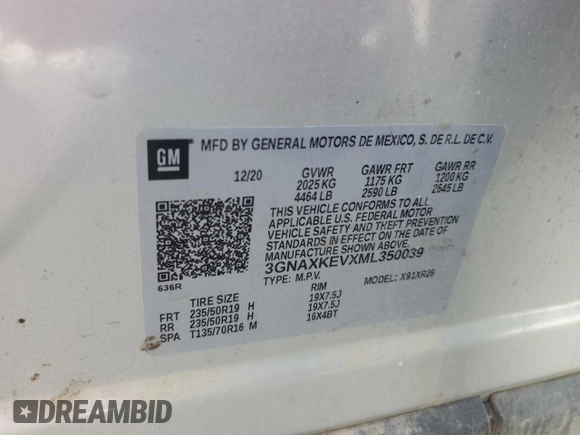 GM
MFD BY GENERAL MOTORS DE MEXICO, S. DE R.L. DE C.V.
12/20 GVWR GAWR FRT GAWR RR
2025 KG 1175 KG 1200 KG
4464 LB 2590 LB 2645 LB
THIS VEHICLE CONFORMS TO ALL
APPLICABLE U.S. FEDERAL MOTOR
VEHICLE SAFETY AND THEFT PREVENTION
STANDARDS IN EFFECT ON THE DATE OF
MANUFACTURE SHOWN ABOVE.
3GNAXKEVXML350039
TYPE: M.P.V. MODEL: X91XR26
636R
TIRE SIZE RIM
FRT 235/50R19 H 19X7.5J
RR 235/50R19 H 19X7.5J
SPA T135/70R16 M 16X4BT
DREAMBID